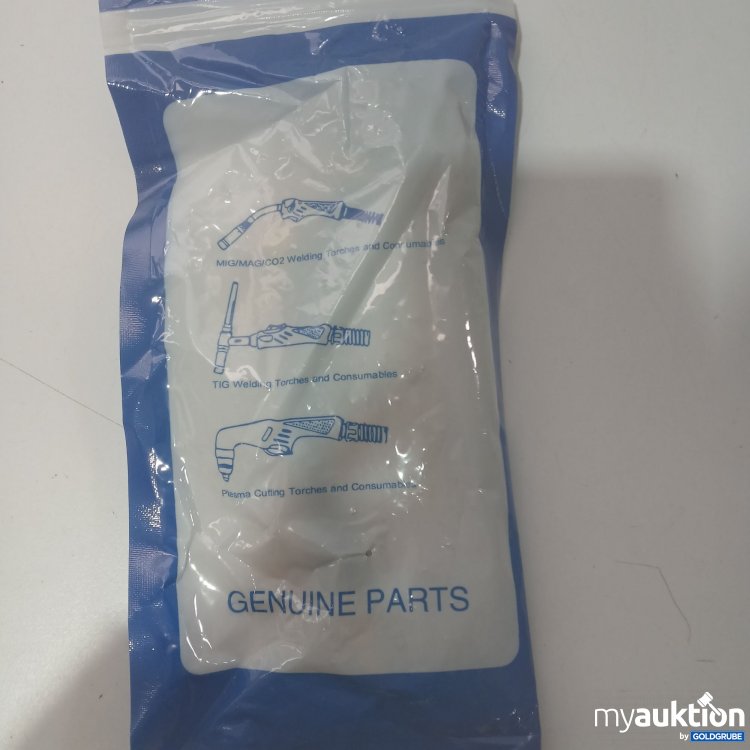 MIG/MAG/CO2 Welding Torches and Consumables
TIG Welding Torches and Consumables
Plasma Cutting Torches and Consumables
GENUINE PARTS
myauktion
by GOLDGRUBE